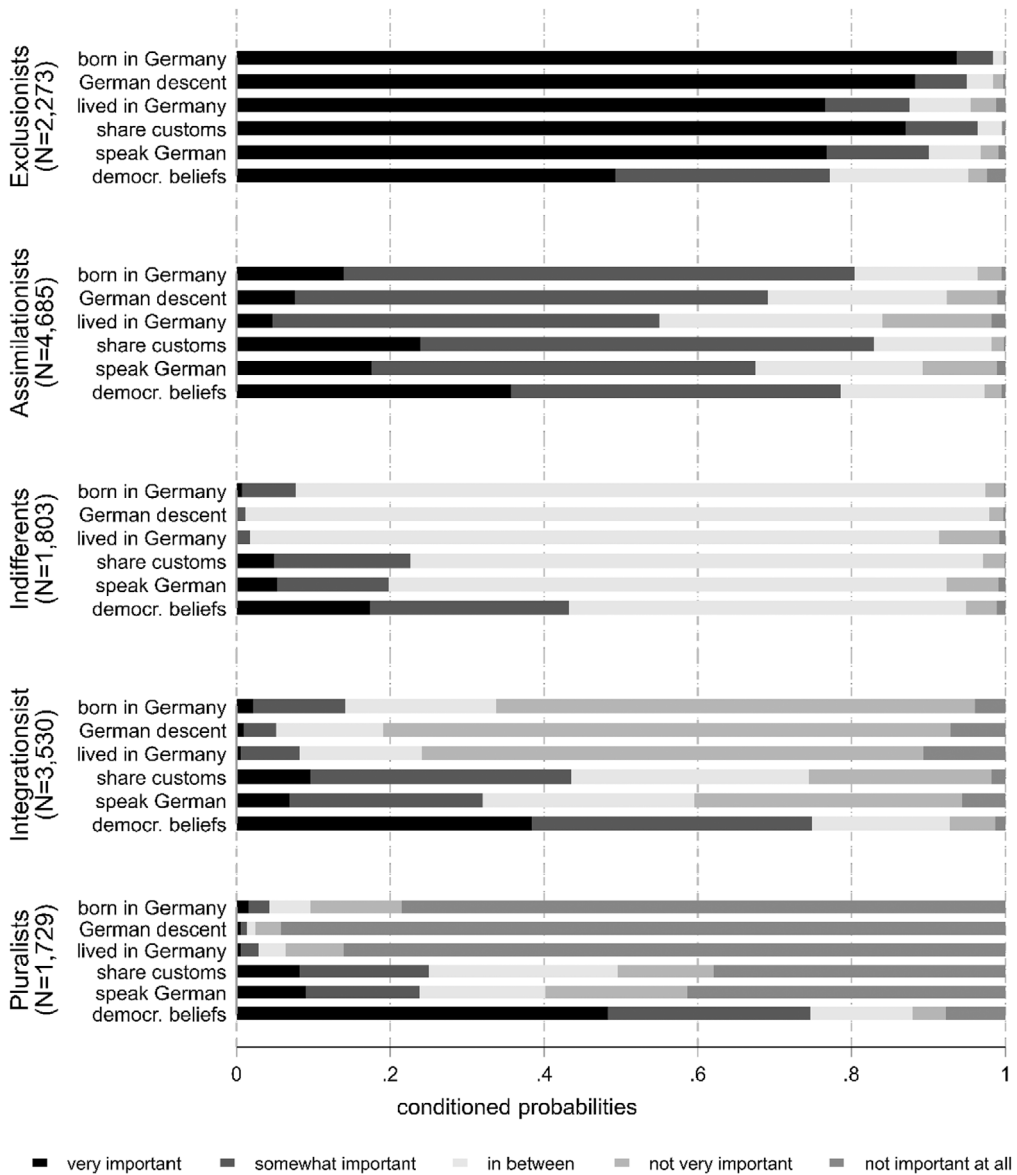 Exclusionists
(N=2,273)
born in Germany
German descent
lived in Germany
share customs
speak German
democr. beliefs
Assimilationists
(N=4,685)
born in Germany
German descent
lived in Germany
share customs
speak German
democr. beliefs
Indifferents
(N=1,803)
born in Germany
German descent
lived in Germany
share customs
speak German
democr. beliefs
Integrationsist
(N=3,530)
born in Germany
German descent
lived in Germany
share customs
speak German
democr. beliefs
Pluralists
(N=1,729)
born in Germany
German descent
lived in Germany
share customs
speak German
democr. beliefs
0 .2 .4 .6 .8 1
conditioned probabilities
very important somewhat important in between not very important not important at all